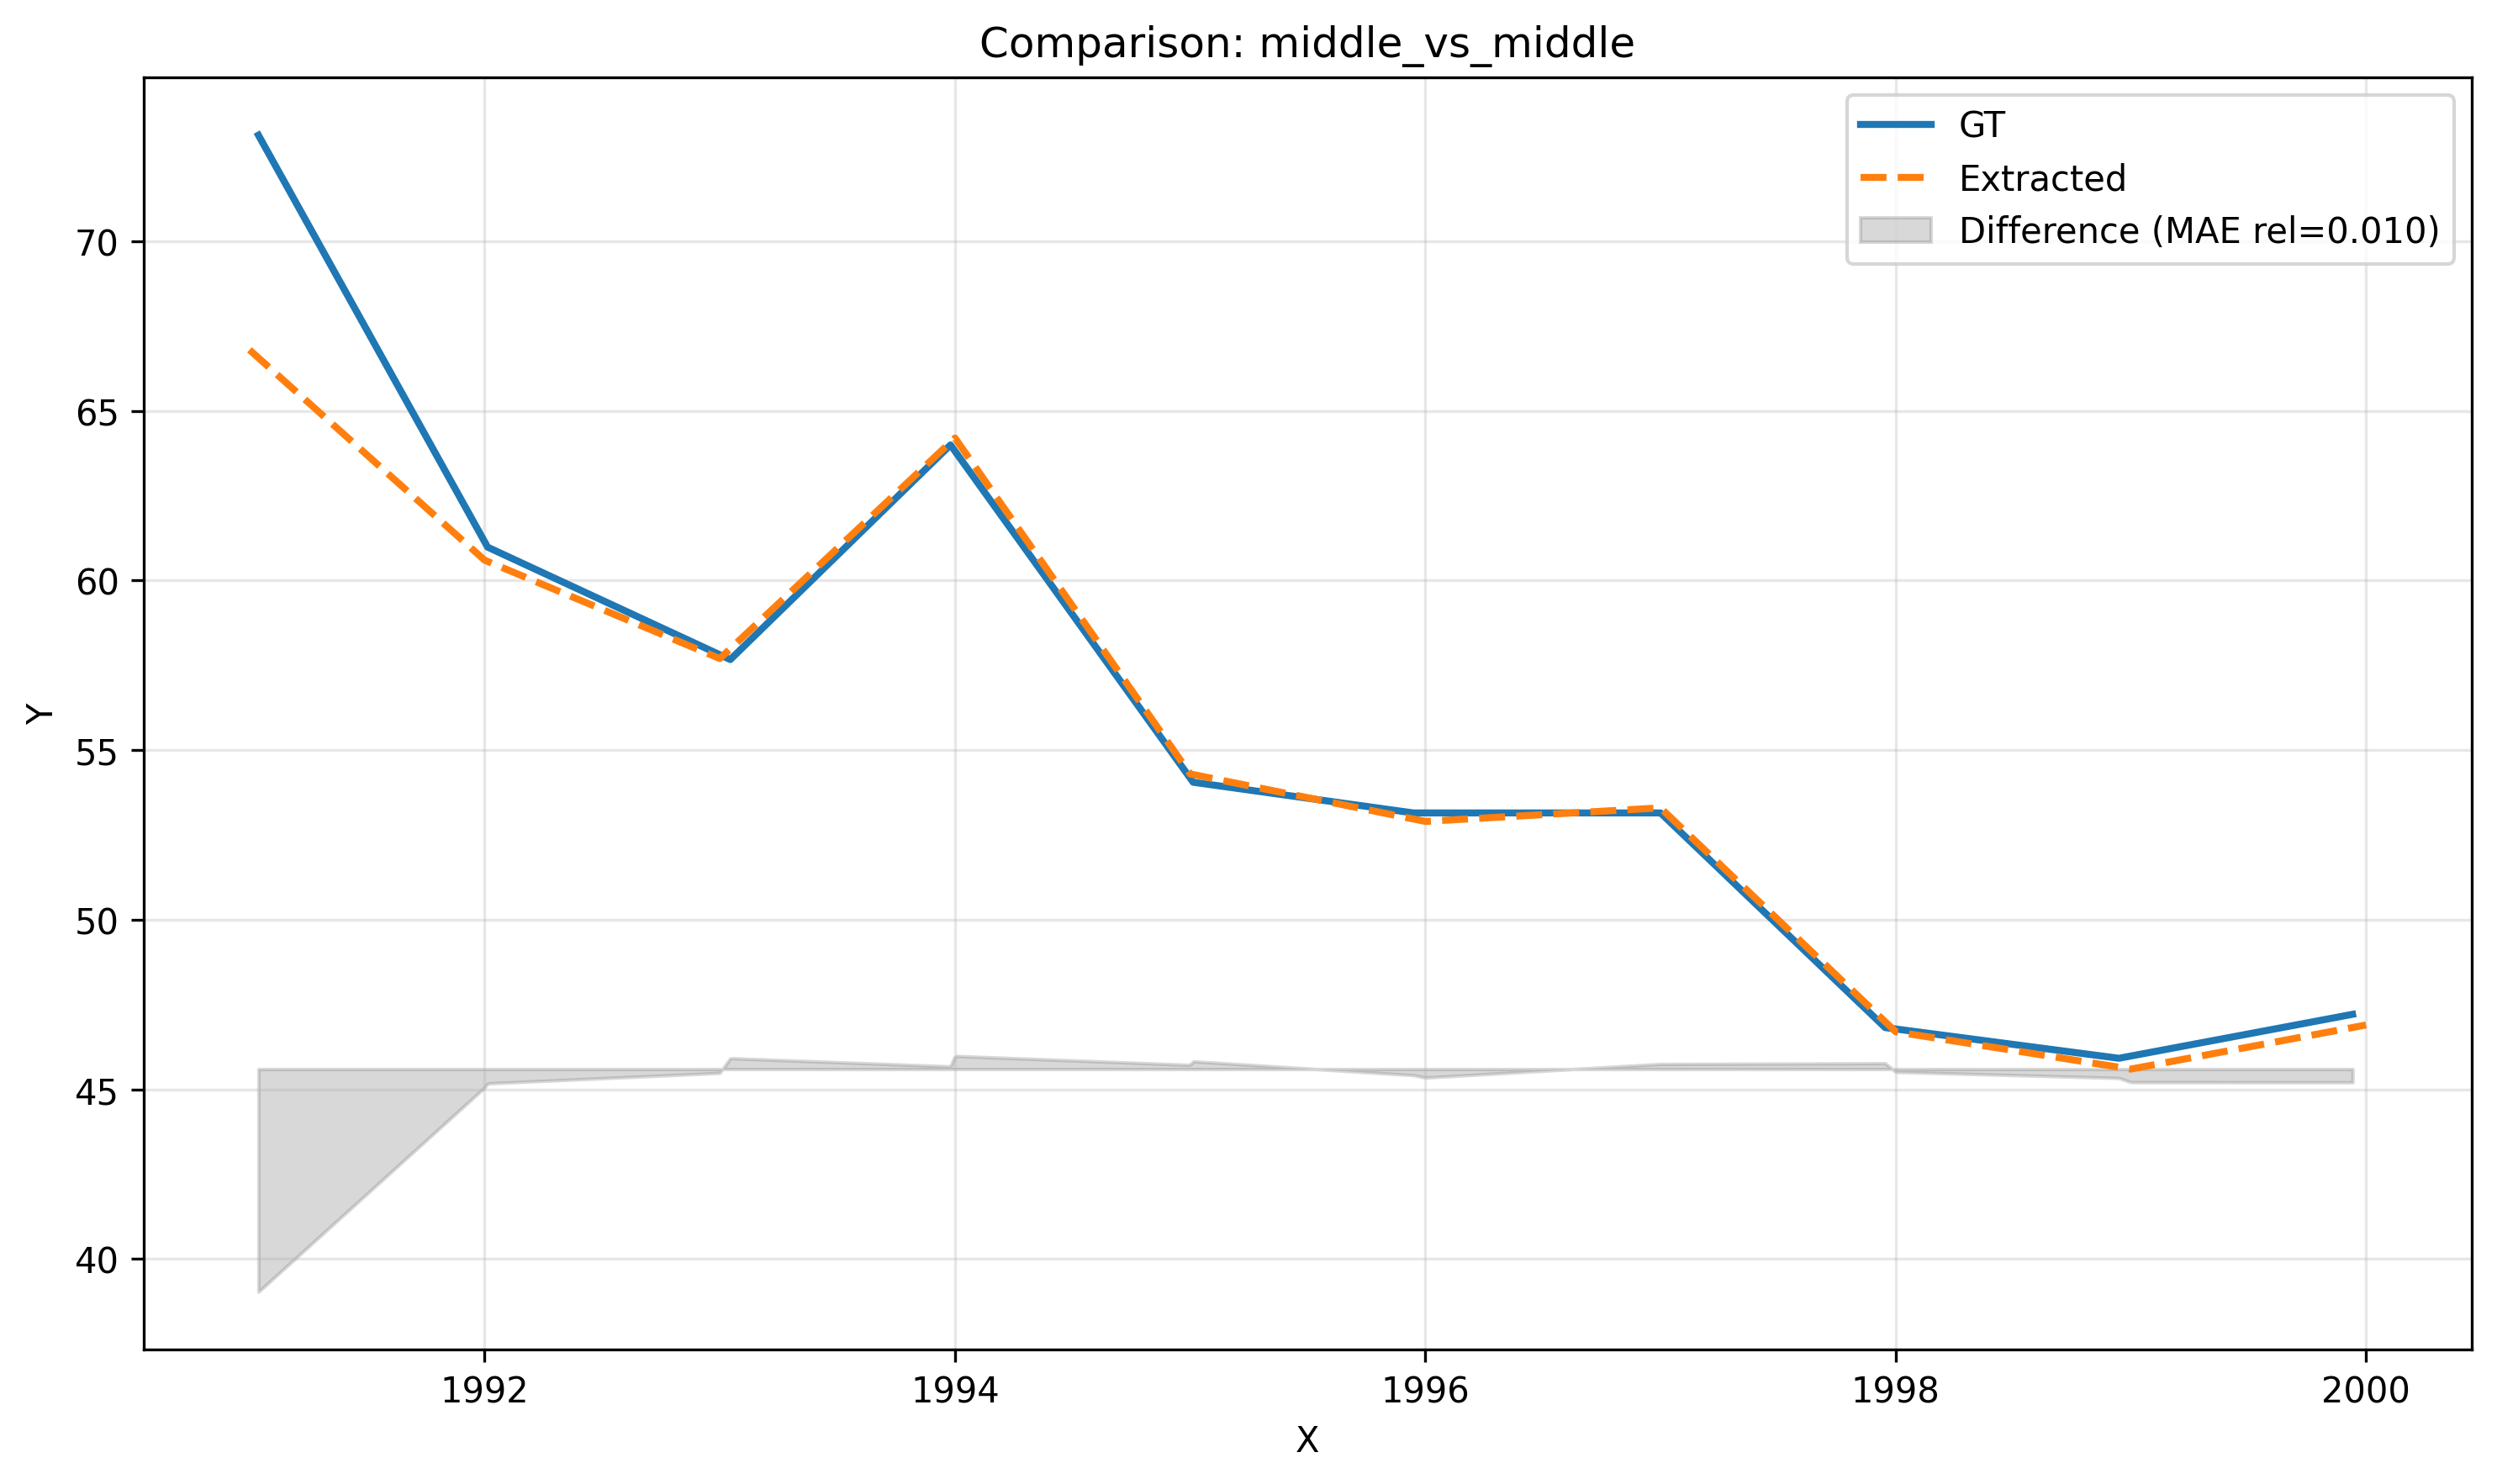 Comparison: middle_vs_middle
GT
Extracted
Difference (MAE rel=0.010)
70
65
60
55
50
45
40
Y
1992 1994 1996 1998 2000
X